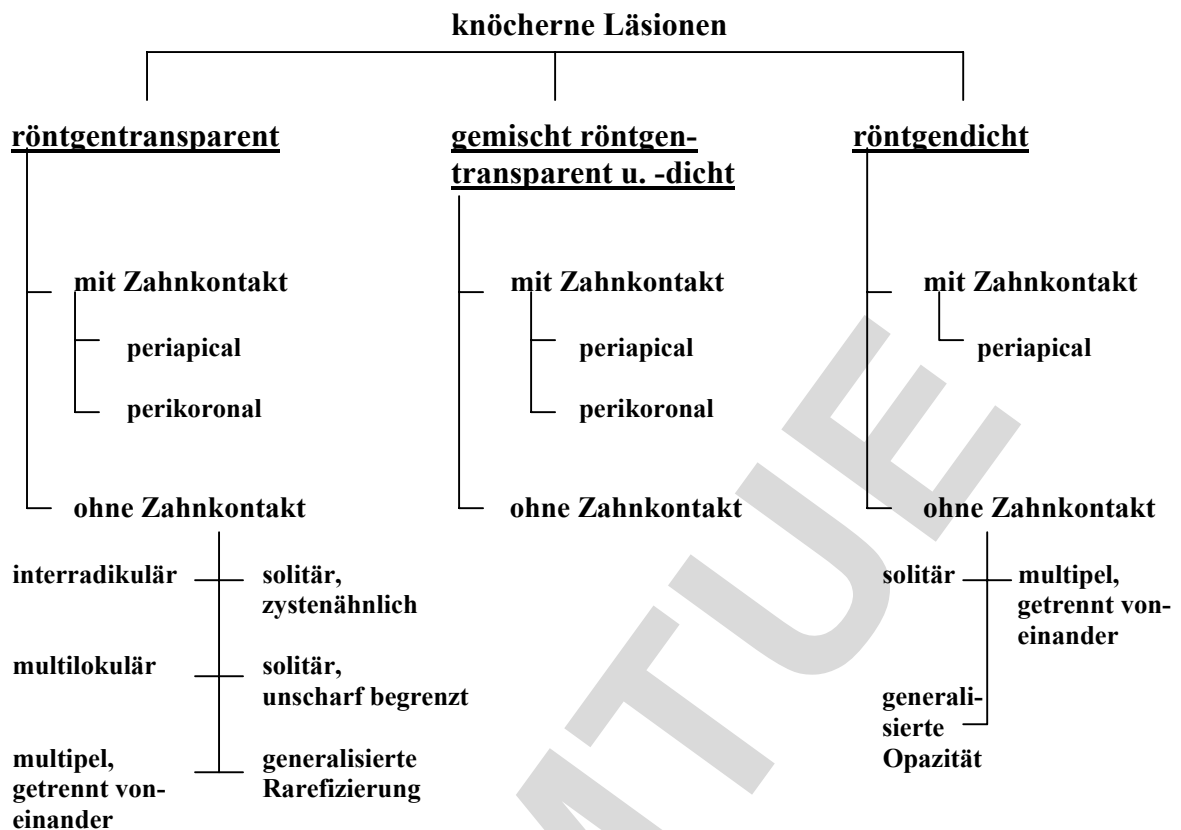 knöcherne Läsionen
röntgentransparent
gemischt röntgen-
transparent u. -dicht
röntgendicht
mit Zahnkontakt
periapical
perikoronal
ohne Zahnkontakt
interradikulär
solitär,
zystenähnlich
multilokulär
solitär,
unscharf begrenzt
multipel,
getrennt von-
einander
generalisierte
Rarefizierung
mit Zahnkontakt
periapical
perikoronal
ohne Zahnkontakt
mit Zahnkontakt
periapical
ohne Zahnkontakt
solitär
multipel,
getrennt von-
einander
generali-
sierte
Opazität
MTUE